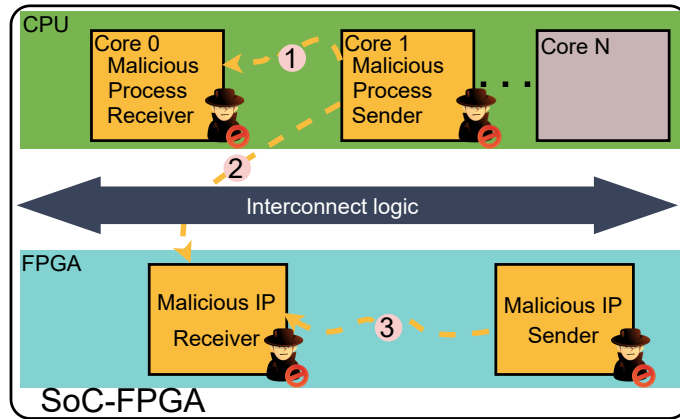 CPU
Core 0
Malicious
Process
Receiver
1
Core 1
Malicious
Process
Sender
...
Core N
2
Interconnect logic
FPGA
Malicious IP
Receiver
3
Malicious IP
Sender
SoC-FPGA